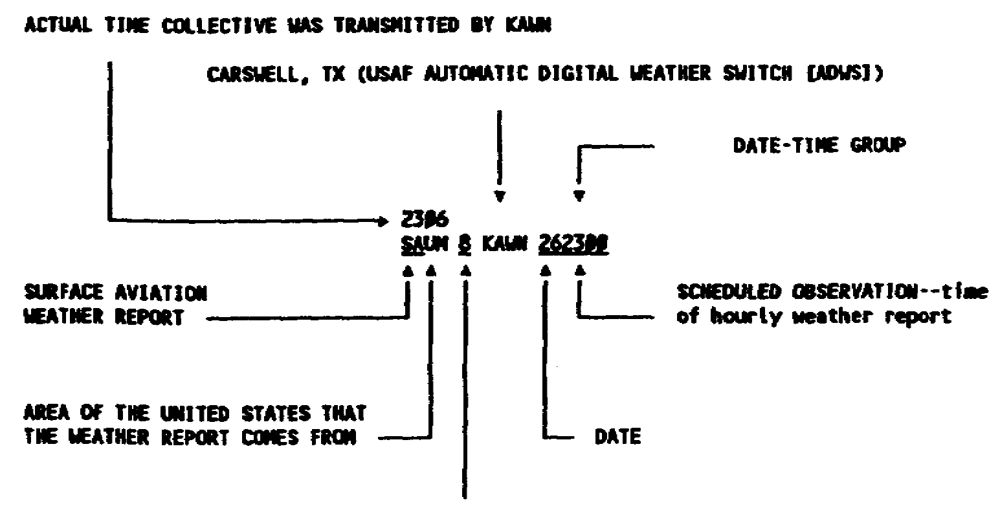 ACTUAL TIME COLLECTIVE WAS TRANSMITTED BY KAWN
CARSWELL, TX (USAF AUTOMATIC DIGITAL WEATHER SWITCH [ADWS])
DATE-TIME GROUP
23Ø6
SAUM 8 KAWN 2623ØØ
SURFACE AVIATION
WEATHER REPORT
SCHEDULED OBSERVATION--time
of hourly weather report
AREA OF THE UNITED STATES THAT
THE WEATHER REPORT COMES FROM
DATE